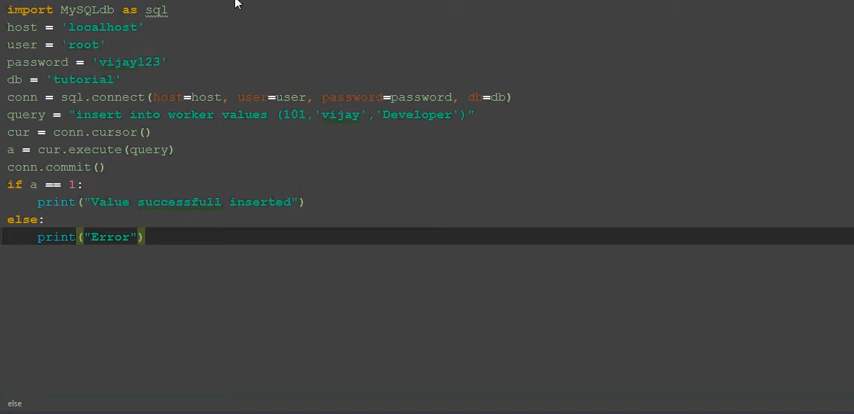 import MySQLdb as sql
host = 'localhost'
user = 'root'
password = 'vijay123'
db = 'tutorial'
conn = sql.connect(host=host, user=user, password=password, db=db)
query = "insert into worker values (101,'vijay','Developer')"
cur = conn.cursor()
a = cur.execute(query)
conn.commit()
if a == 1:
    print("Value successfull inserted")
else:
    print("Error")
else